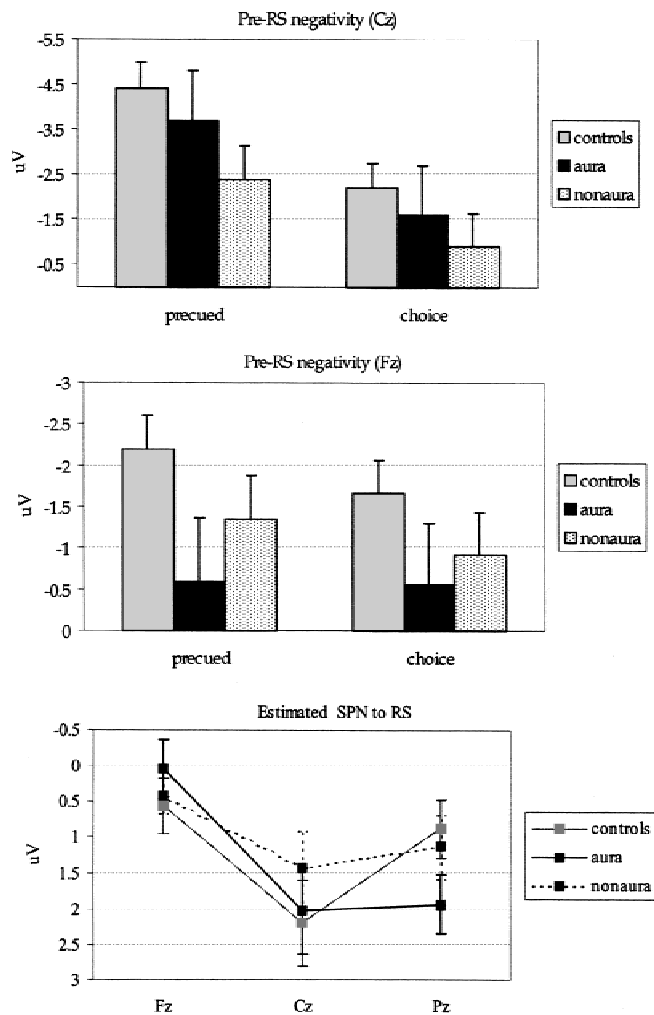 Pre-RS negativity (Cz)
-5.5
-4.5
-3.5
-2.5
-1.5
-0.5
uV
precued choice
controls
aura
nonaura
Pre-RS negativity (Fz)
-3
-2.5
-2
-1.5
-1
-0.5
0
uV
precued choice
controls
aura
nonaura
Estimated SPN to RS
-0.5
0
0.5
1
1.5
2
2.5
3
uV
Fz Cz Pz
controls
aura
nonaura